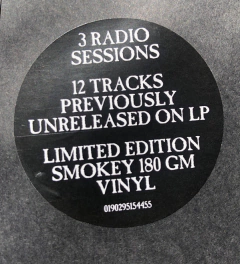 3 RADIO
SESSIONS
12 TRACKS
PREVIOUSLY
UNRELEASED ON LP
LIMITED EDITION
SMOKEY 180 GM
VINYL
0190295154455